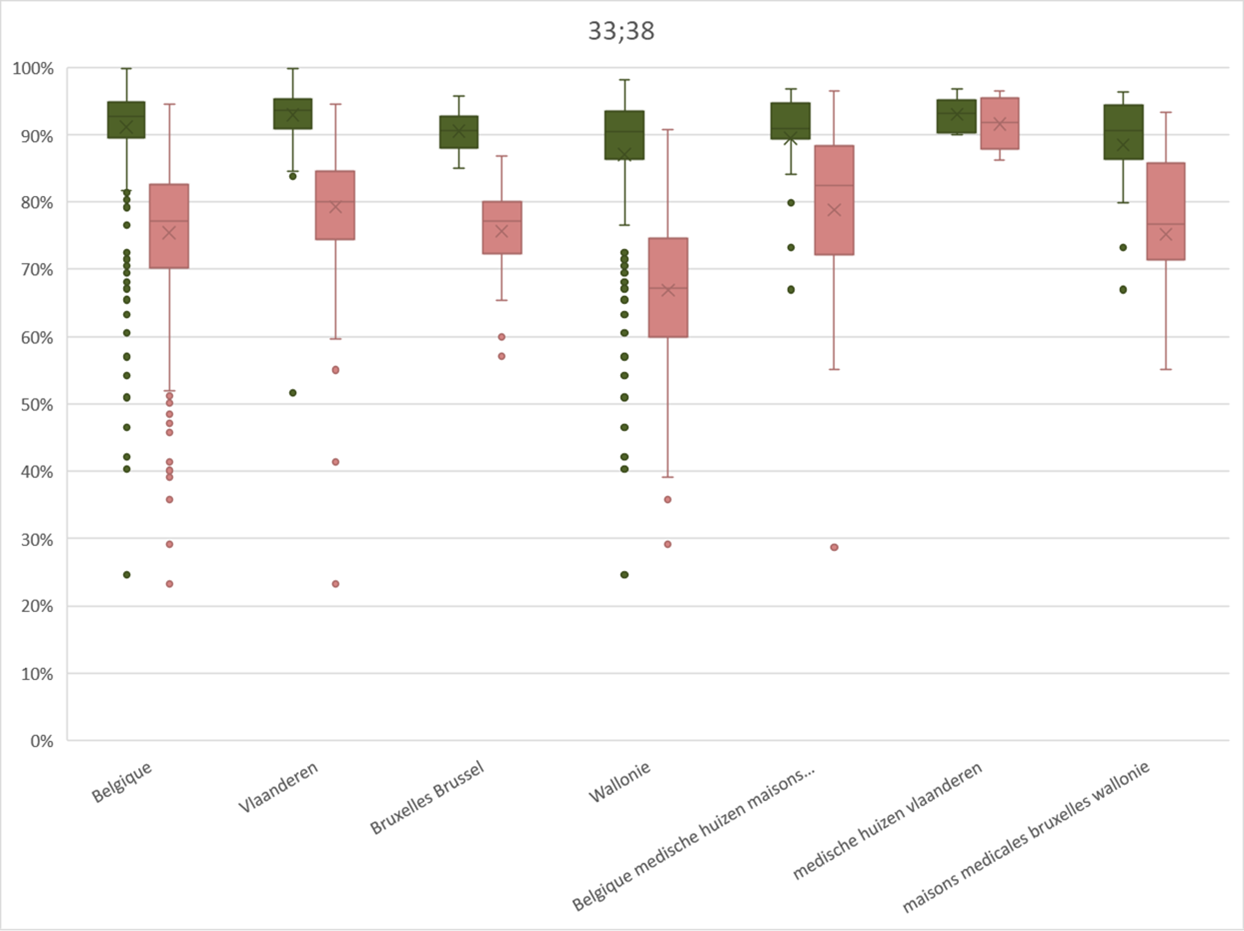 33;38
100%
90%
80%
70%
60%
50%
40%
30%
20%
10%
0%
Belgique
Vlaanderen
Bruxelles Brussel
Wallonie
Belgique medische huizen maisons...
medische huizen vlaanderen
maisons medicales bruxelles wallonie